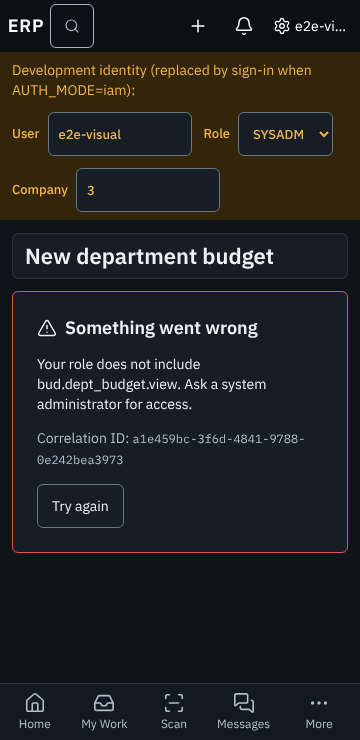 ERP
e2e-vi...
Development identity (replaced by sign-in when
AUTH_MODE=iam):
User e2e-visual Role SYSADM
Company 3
New department budget
Something went wrong
Your role does not include
bud.dept_budget.view. Ask a system
administrator for access.
Correlation ID: a1e459bc-3f6d-4841-9788-
0e242bea3973
Try again
Home My Work Scan Messages More